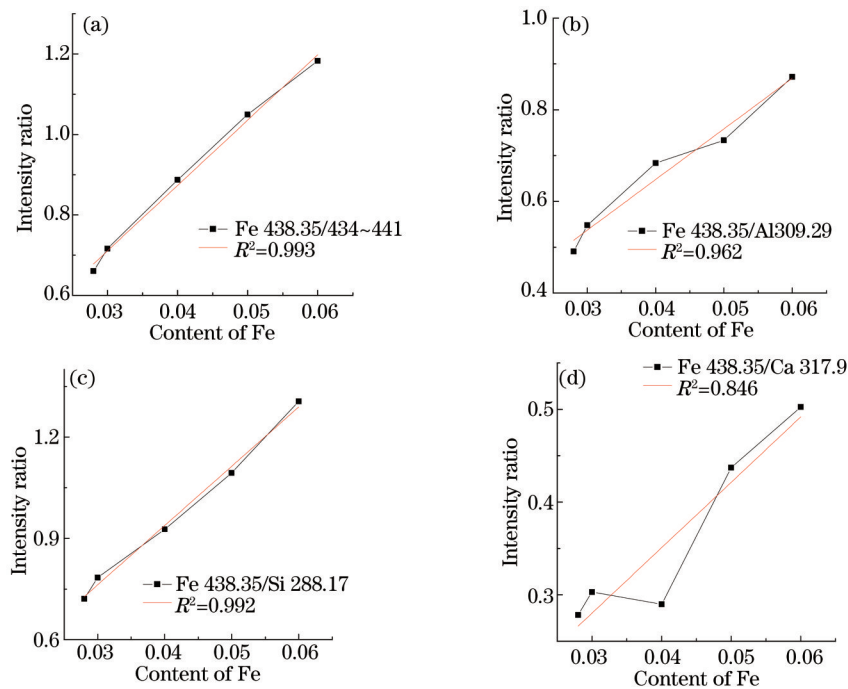 (a)
1.2
1.0
0.8
0.6
Intensity ratio
Fe 438.35/434~441
R²=0.993
0.03 0.04 0.05 0.06
Content of Fe
(b)
1.0
0.8
0.6
0.4
Intensity ratio
Fe 438.35/Al309.29
R²=0.962
0.03 0.04 0.05 0.06
Content of Fe
(c)
1.2
0.9
0.6
Intensity ratio
Fe 438.35/Si 288.17
R²=0.992
0.03 0.04 0.05 0.06
Content of Fe
(d)
Fe 438.35/Ca 317.9
R²=0.846
0.5
0.4
0.3
Intensity ratio
0.03 0.04 0.05 0.06
Content of Fe